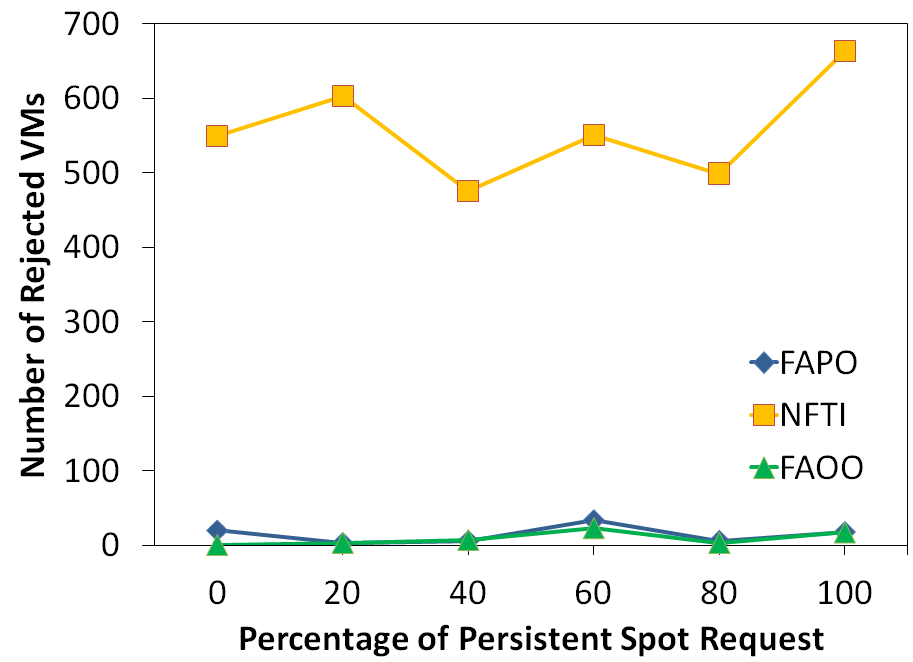 Number of Rejected VMs
700
600
500
400
300
200
100
0
FAPO
NFTI
FAOO
0 20 40 60 80 100
Percentage of Persistent Spot Request